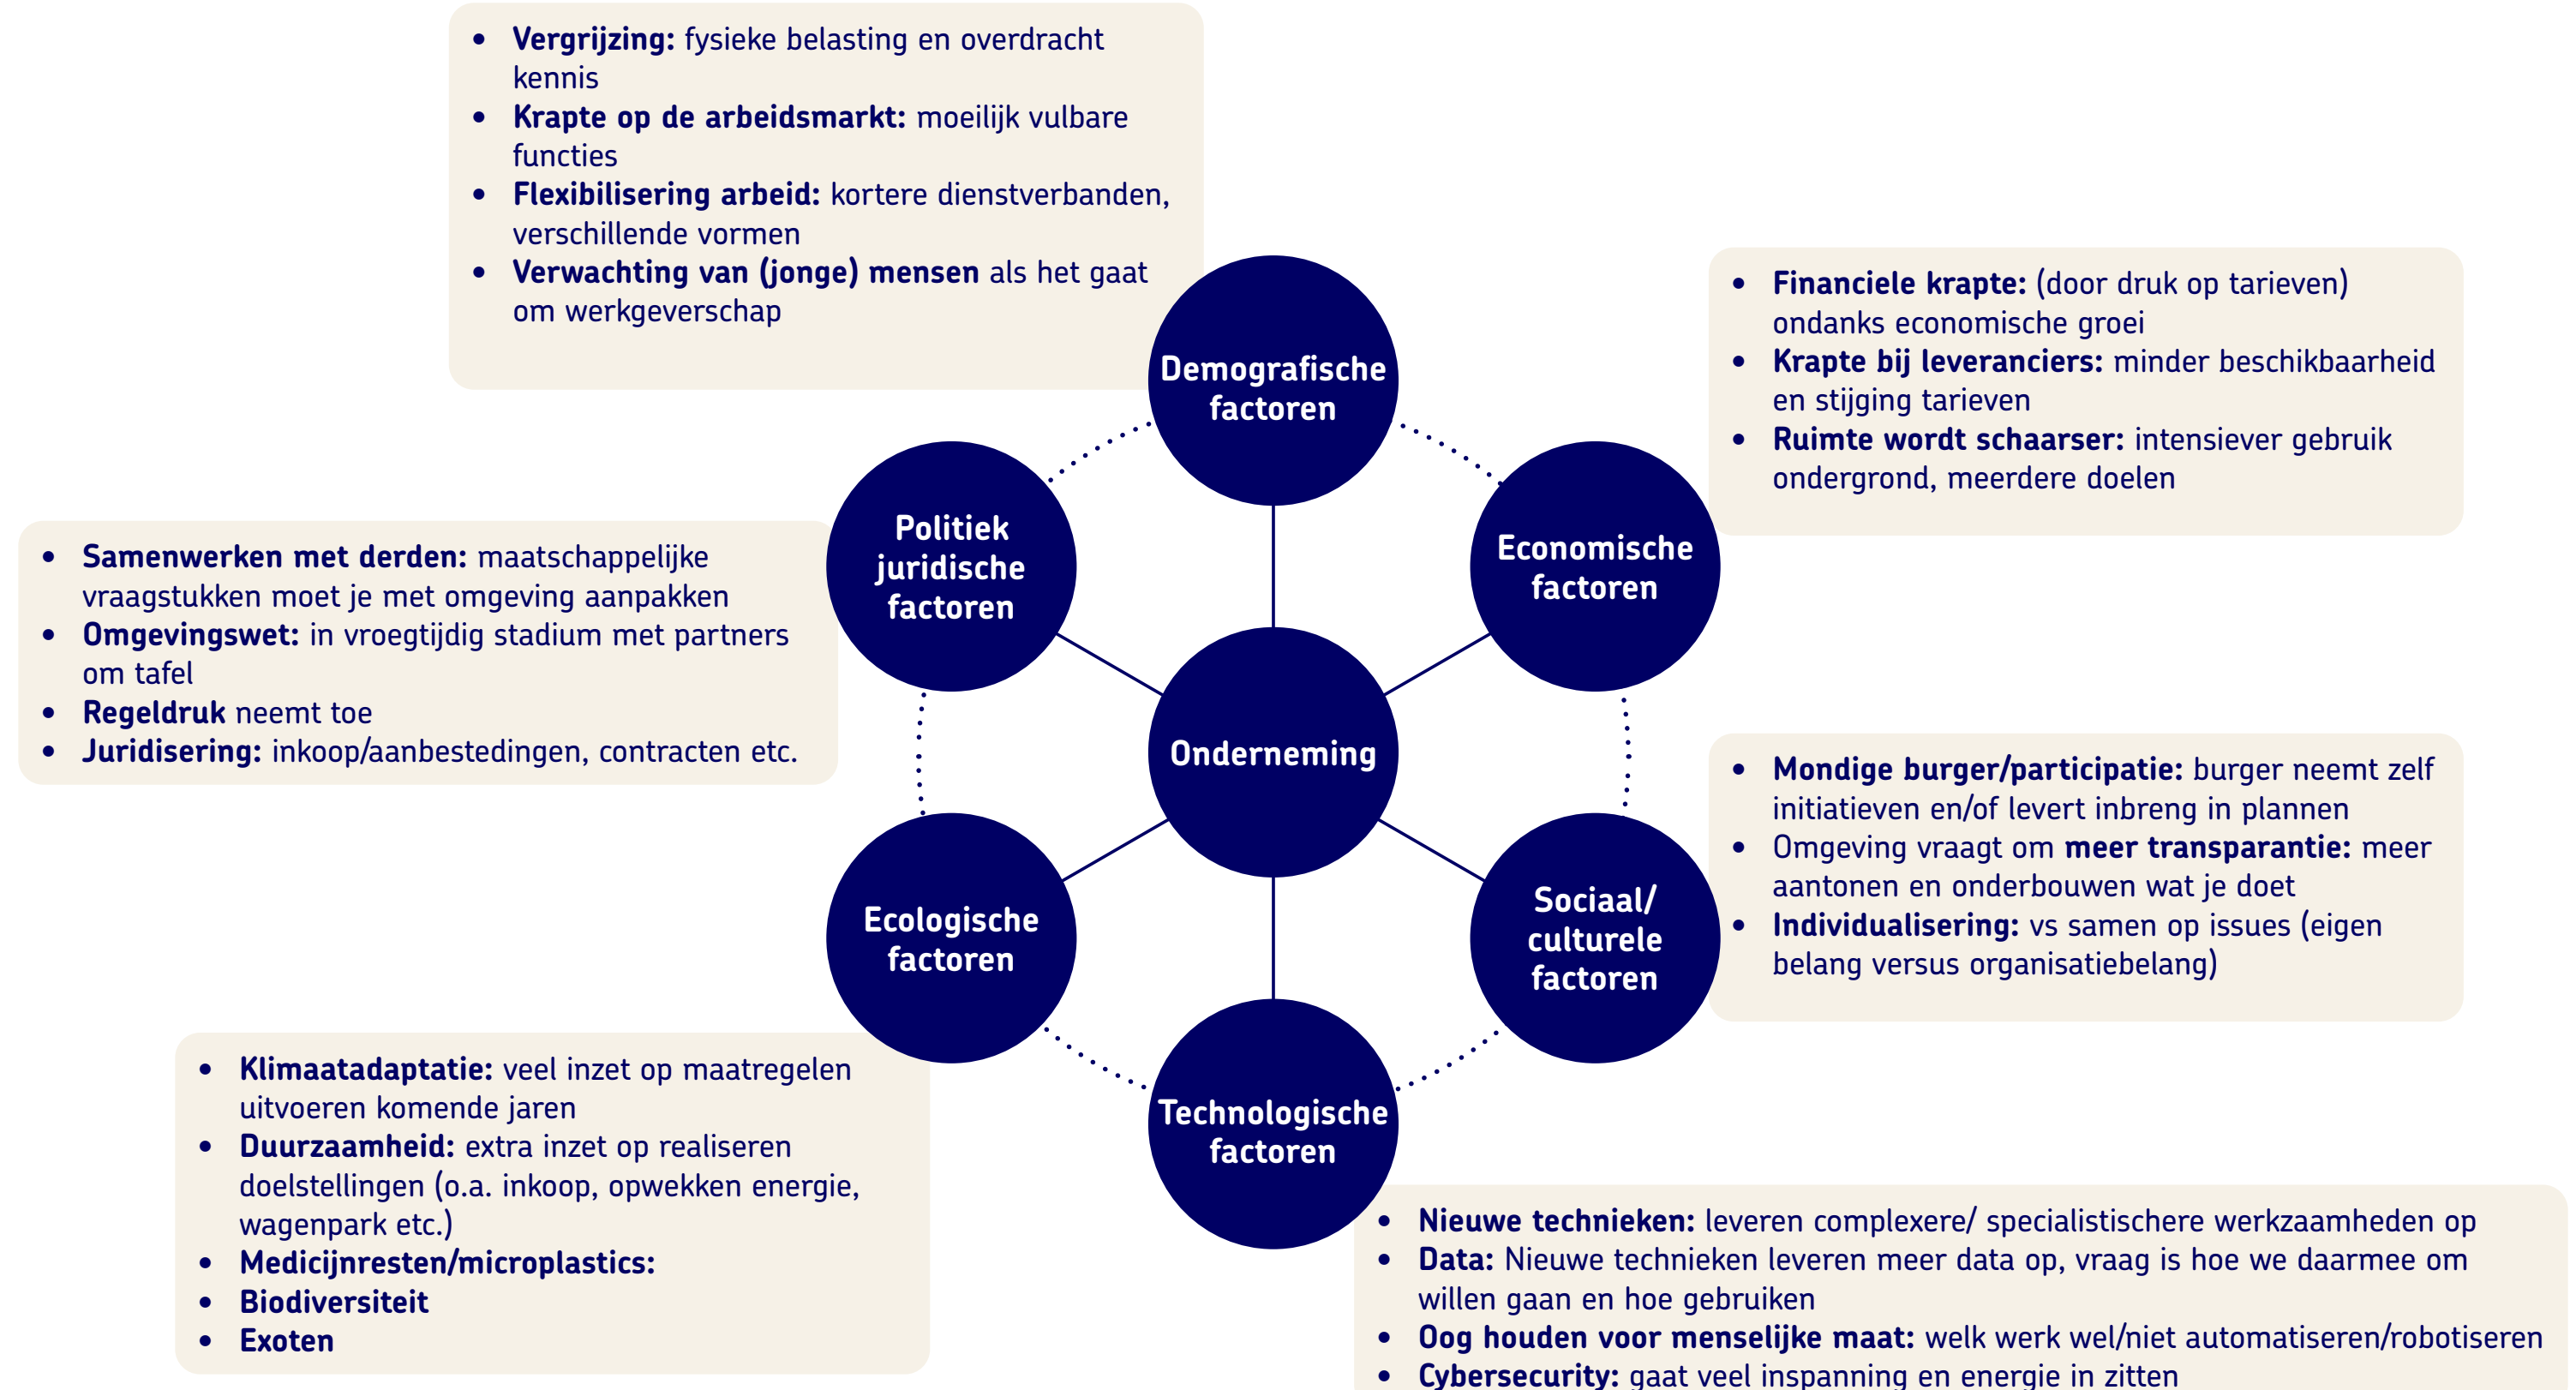 • Vergrijzing: fysieke belasting en overdracht
kennis
• Krapte op de arbeidsmarkt: moeilijk vulbare
functies
• Flexibilisering arbeid: kortere dienstverbanden,
verschillende vormen
• Verwachting van (jonge) mensen als het gaat
om werkgeverschap
Demografische
factoren
• Financiele krapte: (door druk op tarieven)
ondanks economische groei
• Krapte bij leveranciers: minder beschikbaarheid
en stijging tarieven
• Ruimte wordt schaarser: intensiever gebruik
ondergrond, meerdere doelen
Economische
factoren
Politiek
juridische
factoren
• Samenwerken met derden: maatschappelijke
vraagstukken moet je met omgeving aanpakken
• Omgevingswet: in vroegtijdig stadium met partners
om tafel
• Regeldruk neemt toe
• Juridisering: inkoop/aanbestedingen, contracten etc.
Onderneming
• Mondige burger/participatie: burger neemt zelf
initiatieven en/of levert inbreng in plannen
• Omgeving vraagt om meer transparantie: meer
aantonen en onderbouwen wat je doet
• Individualisering: vs samen op issues (eigen
belang versus organisatiebelang)
Sociaal/
culturele
factoren
Ecologische
factoren
• Klimaatadaptatie: veel inzet op maatregelen
uitvoeren komende jaren
• Duurzaamheid: extra inzet op realiseren
doelstellingen (o.a. inkoop, opwekken energie,
wagenpark etc.)
• Medicijnresten/microplastics:
• Biodiversiteit
• Exoten
Technologische
factoren
• Nieuwe technieken: leveren complexere/ specialistischere werkzaamheden op
• Data: Nieuwe technieken leveren meer data op, vraag is hoe we daarmee om
willen gaan en hoe gebruiken
• Oog houden voor menselijke maat: welk werk wel/niet automatiseren/robotiseren
• Cybersecurity: gaat veel inspanning en energie in zitten